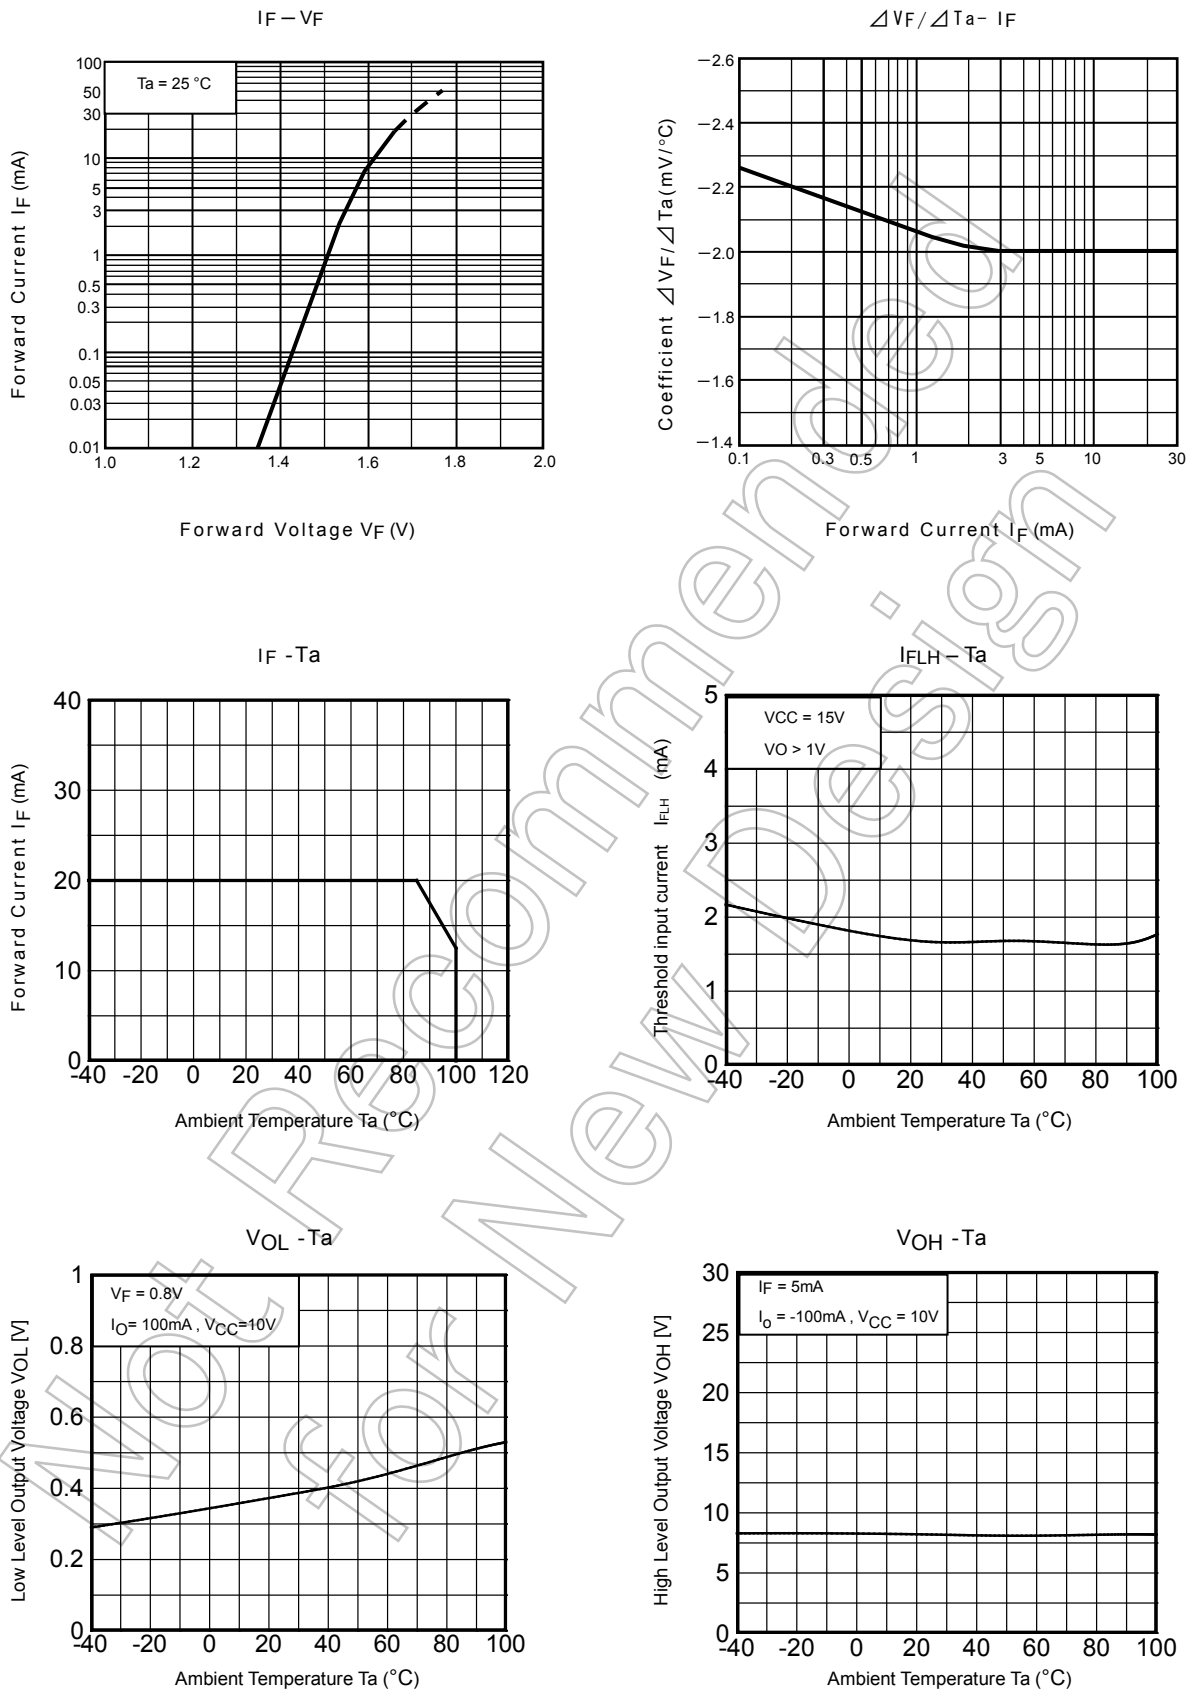 IF – VF
100
50
30
10
5
3
1
0.5
0.3
0.1
0.05
0.03
0.01
Ta = 25 °C
1.0 1.2 1.4 1.6 1.8 2.0
Forward Current IF (mA)
Forward Voltage VF (V)
⊿VF/⊿Ta- IF
-2.6
-2.4
-2.2
-2.0
-1.8
-1.6
-1.4
0.1 0.3 0.5 1 3 5 10 30
Coefficient ⊿VF/⊿Ta(mV/°C)
Forward Current IF (mA)
IF -Ta
40
30
20
10
0
-40 -20 0 20 40 60 80 100 120
Forward Current IF (mA)
Ambient Temperature Ta (°C)
IFLH – Ta
5
4
3
2
1
0
VCC = 15V
VO > 1V
-40 -20 0 20 40 60 80 100
Threshold input current IFLH (mA)
Ambient Temperature Ta (°C)
VOL -Ta
1
0.8
0.6
0.4
0.2
0
VF = 0.8V
IO= 100mA , VCC=10V
-40 -20 0 20 40 60 80 100
Low Level Output Voltage VOL [V]
Ambient Temperature Ta (°C)
VOH -Ta
30
25
20
15
10
5
0
IF = 5mA
Io = -100mA , VCC = 10V
-40 -20 0 20 40 60 80 100
High Level Output Voltage VOH [V]
Ambient Temperature Ta (°C)
Not Recommended
for New Design